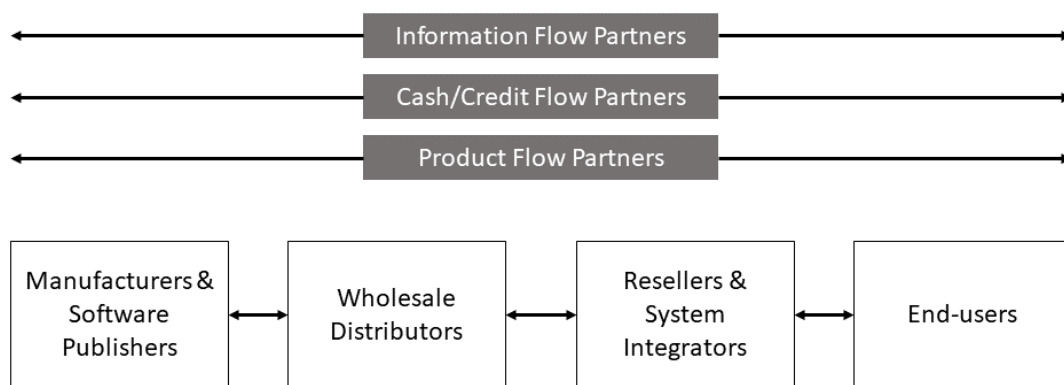 Information Flow Partners
Cash/Credit Flow Partners
Product Flow Partners
Manufacturers &
Software
Publishers
Wholesale
Distributors
Resellers &
System
Integrators
End-users